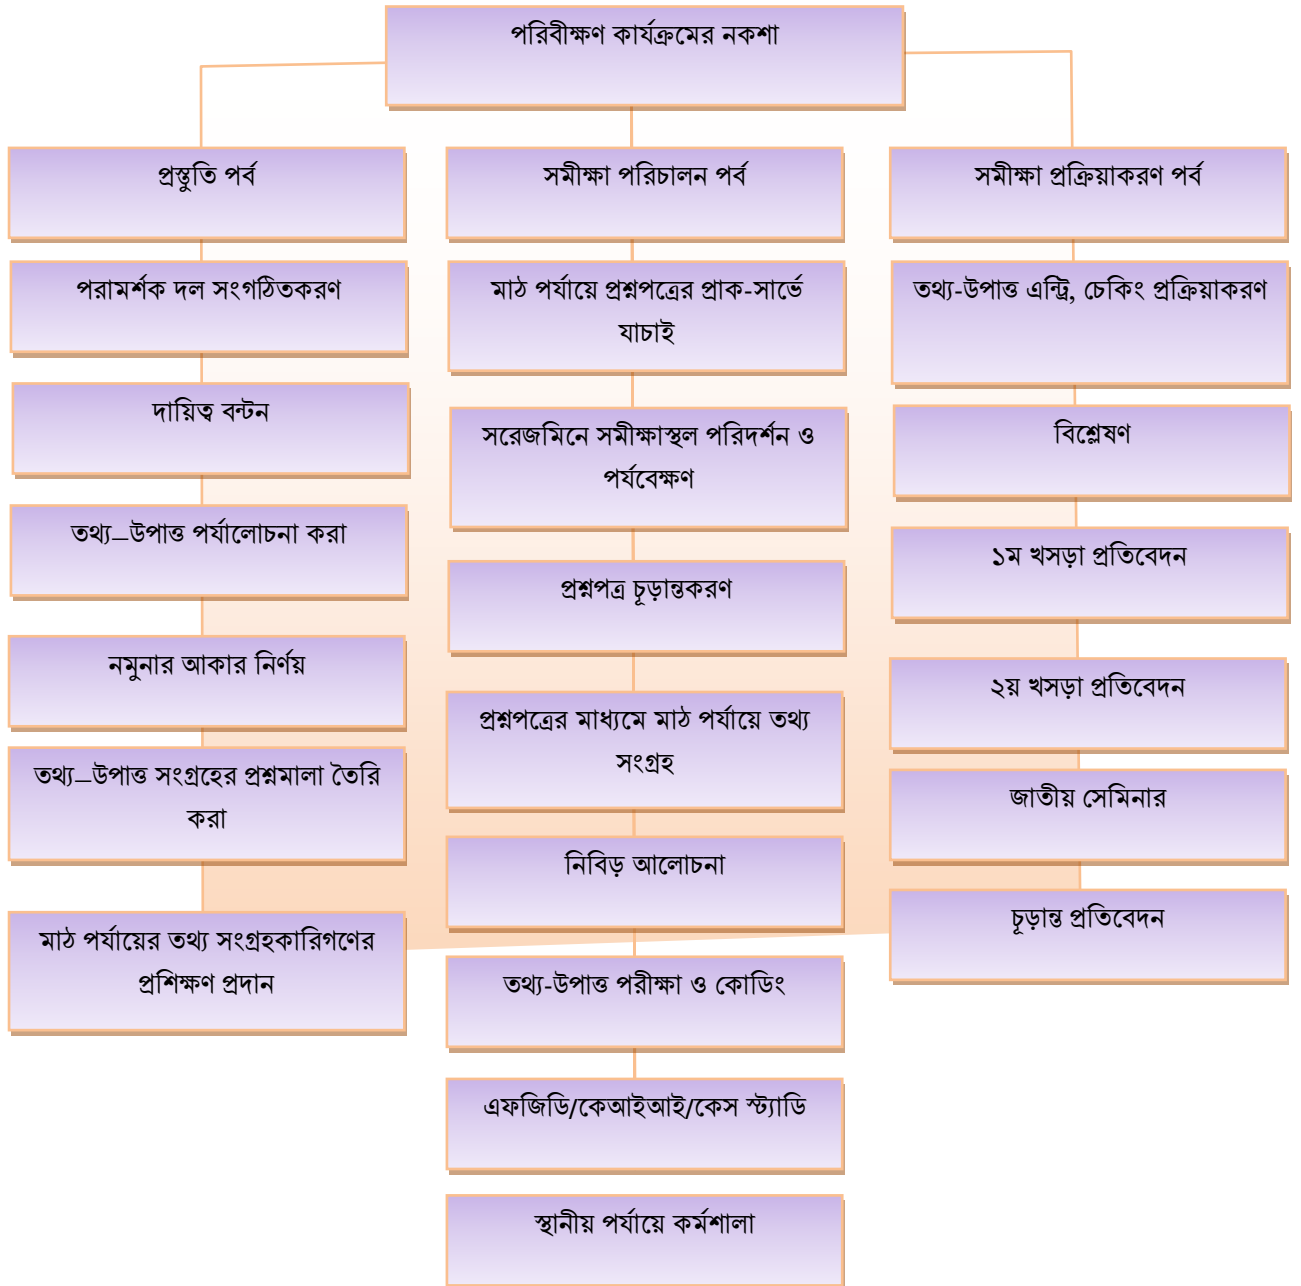 পরিবীক্ষণ কার্যক্রমের নকশা
প্রস্তুতি পর্ব
পরামর্শক দল সংগঠিতকরণ
দায়িত্ব বন্টন
তথ্য–উপাত্ত পর্যালোচনা করা
নমুনার আকার নির্ণয়
তথ্য–উপাত্ত সংগ্রহের প্রশ্নমালা তৈরি
করা
মাঠ পর্যায়ের তথ্য সংগ্রহকারিগণের
প্রশিক্ষণ প্রদান
সমীক্ষা পরিচালন পর্ব
মাঠ পর্যায়ে প্রশ্নপত্রের প্রাক-সার্ভে
যাচাই
সরেজমিনে সমীক্ষাস্থল পরিদর্শন ও
পর্যবেক্ষণ
প্রশ্নপত্র চূড়ান্তকরণ
প্রশ্নপত্রের মাধ্যমে মাঠ পর্যায়ে তথ্য
সংগ্রহ
নিবিড় আলোচনা
তথ্য-উপাত্ত পরীক্ষা ও কোডিং
এফজিডি/কেআইআই/কেস স্ট্যাডি
স্থানীয় পর্যায়ে কর্মশালা
সমীক্ষা প্রক্রিয়াকরণ পর্ব
তথ্য-উপাত্ত এন্ট্রি, চেকিং প্রক্রিয়াকরণ
বিশ্লেষণ
১ম খসড়া প্রতিবেদন
২য় খসড়া প্রতিবেদন
জাতীয় সেমিনার
চূড়ান্ত প্রতিবেদন